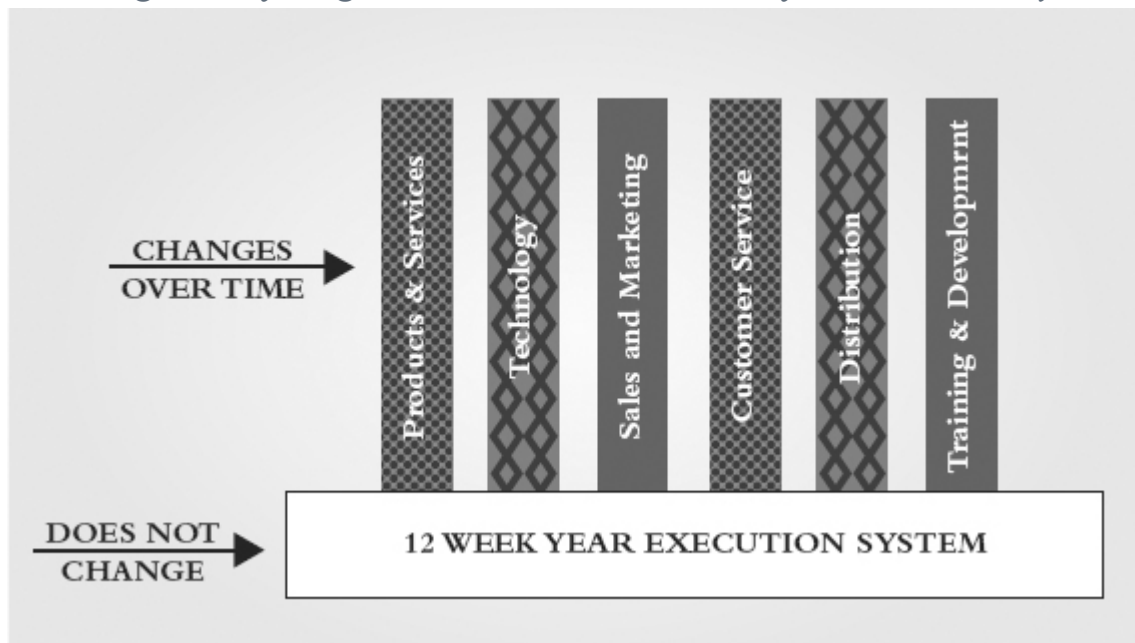 CHANGES
OVER TIME
Products & Services
Technology
Sales and Marketing
Customer Service
Distribution
Training & Developmrnt
DOES NOT
CHANGE
12 WEEK YEAR EXECUTION SYSTEM